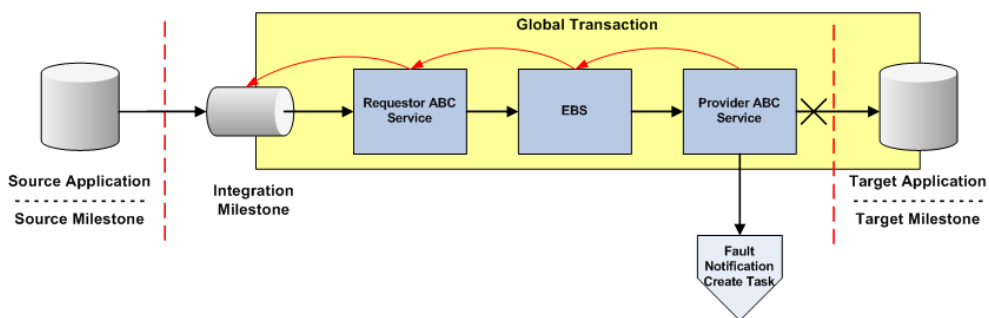 Global Transaction
Requestor ABC
Service
EBS
Provider ABC
Service
Source Application
Source Milestone
Integration
Milestone
Target Application
Target Milestone
Fault
Notification
Create Task